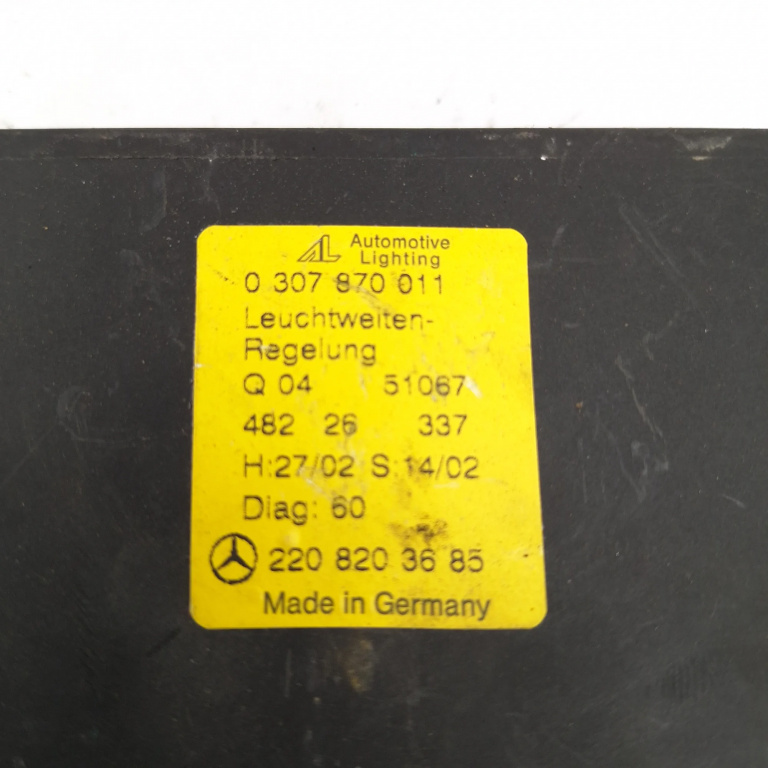 AL Automotive
Lighting
0 307 870 011
Leuchtweiten-
Regelung
Q 04 51067
482 26 337
H:27/02 S:14/02
Diag: 60
220 820 36 85
Made in Germany